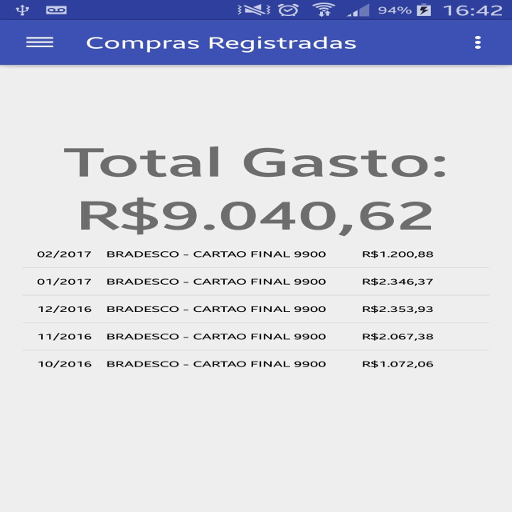 94% 16:42
Compras Registradas
Total Gasto:
R$9.040,62
02/2017 BRADESCO - CARTAO FINAL 9900 R$1.200,88
01/2017 BRADESCO - CARTAO FINAL 9900 R$2.346,37
12/2016 BRADESCO - CARTAO FINAL 9900 R$2.353,93
11/2016 BRADESCO - CARTAO FINAL 9900 R$2.067,38
10/2016 BRADESCO - CARTAO FINAL 9900 R$1.072,06